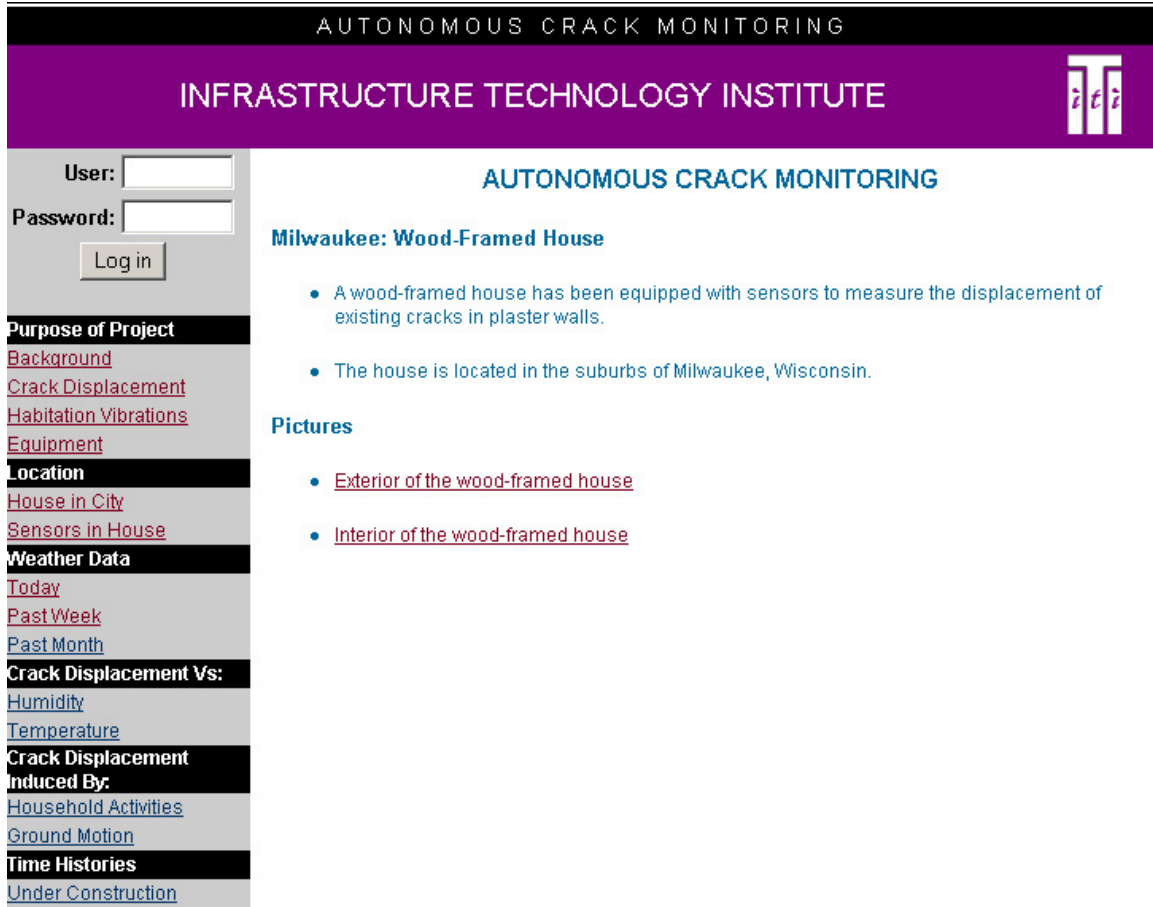 AUTONOMOUS CRACK MONITORING
INFRASTRUCTURE TECHNOLOGY INSTITUTE
iti
User:
Password:
Log in
Purpose of Project
Background
Crack Displacement
Habitation Vibrations
Equipment
Location
House in City
Sensors in House
Weather Data
Today
Past Week
Past Month
Crack Displacement Vs:
Humidity
Temperature
Crack Displacement
Induced By:
Household Activities
Ground Motion
Time Histories
Under Construction
AUTONOMOUS CRACK MONITORING
Milwaukee: Wood-Framed House
A wood-framed house has been equipped with sensors to measure the displacement of
existing cracks in plaster walls.
The house is located in the suburbs of Milwaukee, Wisconsin.
Pictures
Exterior of the wood-framed house
Interior of the wood-framed house